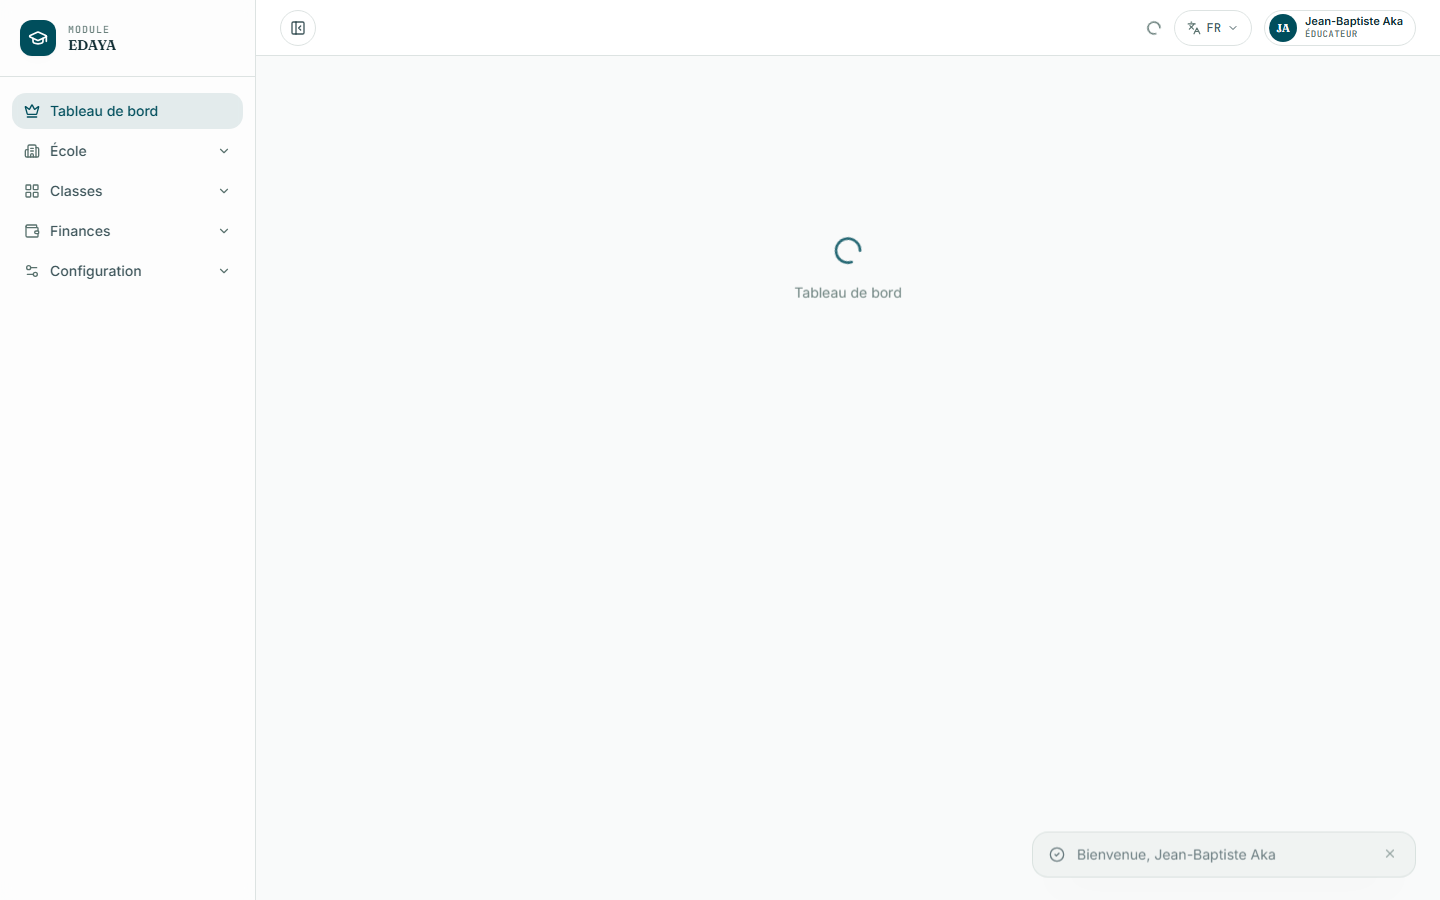 MODULE
EDAYA
Tableau de bord
École
Classes
Finances
Configuration
FR
JA
Jean-Baptiste Aka
ÉDUCATEUR
Tableau de bord
Bienvenue, Jean-Baptiste Aka